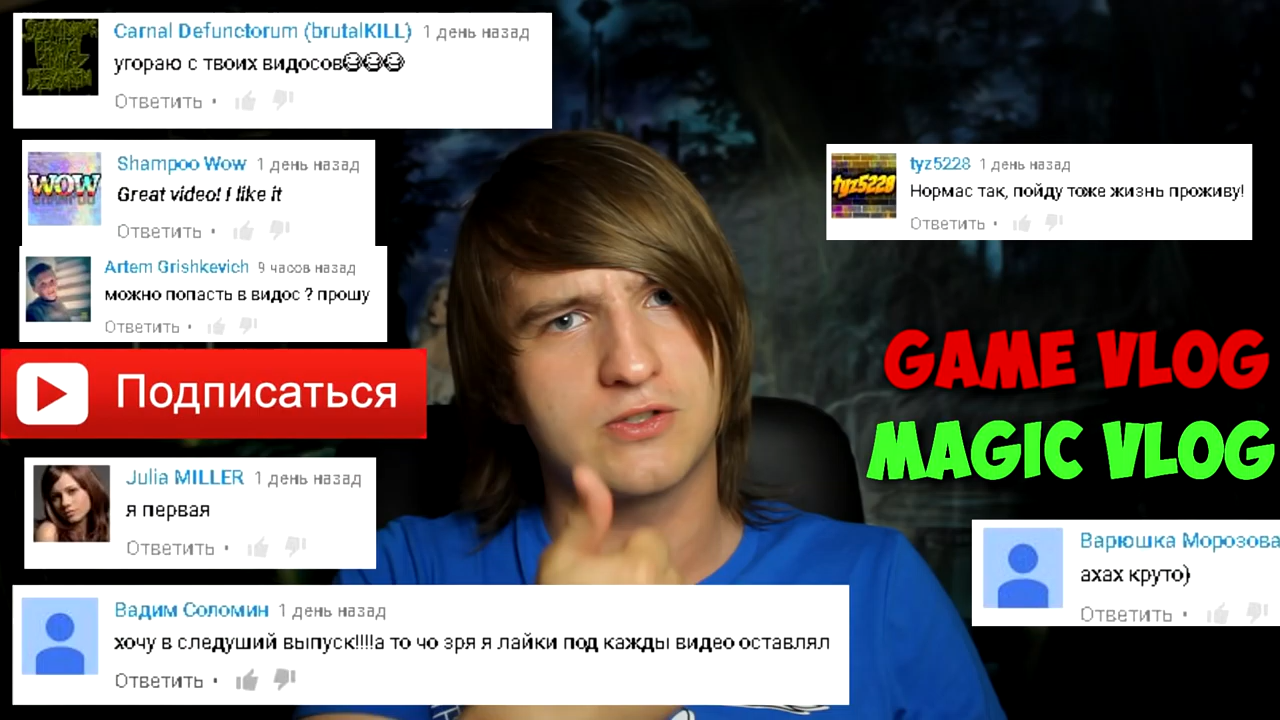 Carnal Defunctorum (brutalKILL) 1 день назад
угораю с твоих видосов😂😂😂
Ответить •
Shampoo Wow 1 день назад
Great video! I like it
Ответить •
Artem Grishkevich 9 часов назад
можно попасть в видос ? прошу
Ответить •
Подписаться
Julia MILLER 1 день назад
я первая
Ответить •
Вадим Соломин 1 день назад
хочу в следуший выпуск!!!!а то чо зря я лайки под кажды видео оставлял
Ответить •
WOW
tyz5228
tyz5228 1 день назад
Нормас так, пойду тоже жизнь проживу!
Ответить •
GAME VLOG
MAGIC VLOG
Варюшка Морозова
ахах круто)
Ответить •